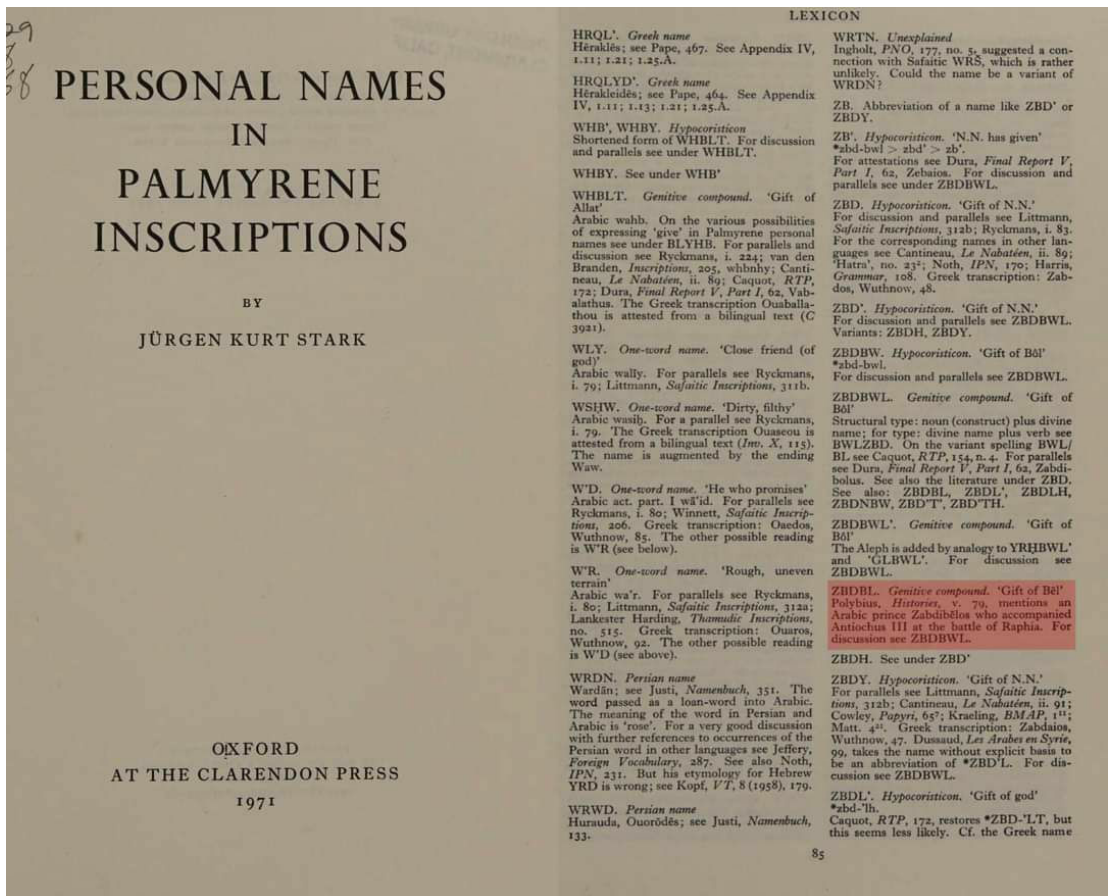 29
8
68
PERSONAL NAMES
IN
PALMYRENE
INSCRIPTIONS
BY
JÜRGEN KURT STARK
OXFORD
AT THE CLARENDON PRESS
1971
LEXICON
HRQL'. Greek name
Hēraklēs; see Pape, 467. See Appendix IV,
1.11; 1.21; 1.25.A.
HRQLYD'. Greek name
Hērakleidēs; see Pape, 464. See Appendix
IV, 1.11; 1.13; 1.21; 1.25.A.
WHB', WHBY. Hypocoristicon
Shortened form of WHBLT. For discussion
and parallels see under WHBLT.
WHBY. See under WHB'
WHBLT. Genitive compound. 'Gift of
Allat'
Arabic wahb. On the various possibilities
of expressing 'give' in Palmyrene personal
names see under BLYHB. For parallels and
discussion see Ryckmans, i. 224; van den
Branden, Inscriptions, 205, whbnhy; Canti-
neau, Le Nabatéen, ii. 89; Caquot, RTP,
172; Dura, Final Report V, Part I, 62, Vab-
alathus. The Greek transcription Ouaballa-
thou is attested from a bilingual text (C
3921).
WLY. One-word name. 'Close friend (of
god)'
Arabic wally. For parallels see Ryckmans,
i. 79; Littmann, Safaitic Inscriptions, 311b.
WSḤW. One-word name. 'Dirty, filthy'
Arabic wasiḫ. For a parallel see Ryckmans,
i. 79. The Greek transcription Ouaseou is
attested from a bilingual text (Inv. X, 115).
The name is augmented by the ending
Waw.
W'D. One-word name. 'He who promises'
Arabic act. part. I wā'id. For parallels see
Ryckmans, i. 80; Winnett, Safaitic Inscrip-
tions, 206. Greek transcription: Oaedos,
Wuthnow, 85. The other possible reading
is W'R (see below).
W'R. One-word name. 'Rough, uneven
terrain'
Arabic wa'r. For parallels see Ryckmans,
i. 80; Littmann, Safaitic Inscriptions, 312a;
Lankester Harding, Thamudic Inscriptions,
no. 515. Greek transcription: Ouaros,
Wuthnow, 92. The other possible reading
is W'D (see above).
WRDN. Persian name
Wardān; see Justi, Namenbuch, 351. The
word passed as a loan-word into Arabic.
The meaning of the word in Persian and
Arabic is 'rose'. For a very good discussion
with further references to occurrences of the
Persian word in other languages see Jeffery,
Foreign Vocabulary, 287. See also Noth,
IPN, 231. But his etymology for Hebrew
YRD is wrong; see Kopf, VT, 8 (1958), 179.
WRWD. Persian name
Hurauda, Ouorōdēs; see Justi, Namenbuch,
133.
WRTN. Unexplained
Ingholt, PNO, 177, no. 5, suggested a con-
nection with Safaitic WRS, which is rather
unlikely. Could the name be a variant of
WRDN?
ZB. Abbreviation of a name like ZBD' or
ZBDY.
ZB'. Hypocoristicon. 'N.N. has given'
*zbd-bwl > zbd' > zb'.
For attestations see Dura, Final Report V,
Part I, 62, Zebaios. For discussion and
parallels see under ZBDBWL.
ZBD. Hypocoristicon. 'Gift of N.N.'
For discussion and parallels see Littmann,
Safaitic Inscriptions, 312b; Ryckmans, i. 83.
For the corresponding names in other lan-
guages see Cantineau, Le Nabatéen, ii. 89;
'Hatra', no. 23²; Noth, IPN, 170; Harris,
Grammar, 108. Greek transcription: Zab-
dos, Wuthnow, 48.
ZBD'. Hypocoristicon. 'Gift of N.N.'
For discussion and parallels see ZBDBWL.
Variants: ZBDH, ZBDY.
ZBDBW. Hypocoristicon. 'Gift of Bôl'
*zbd-bwl.
For discussion and parallels see ZBDBWL.
ZBDBWL. Genitive compound. 'Gift of
Bôl'
Structural type: noun (construct) plus divine
name; for type: divine name plus verb see
BWLZBD. On the variant spelling BWL/
BL see Caquot, RTP, 154, n. 4. For parallels
see Dura, Final Report V, Part I, 62, Zabdi-
bolus. See also the literature under ZBD.
See also: ZBDBL, ZBDL', ZBDLH,
ZBDNBW, ZBD'T', ZBD'TH.
ZBDBWL'. Genitive compound. 'Gift of
Bôl'
The Aleph is added by analogy to YRḤBWL'
and 'GLBWL'. For discussion see
ZBDBWL.
ZBDBL. Genitive compound. 'Gift of Bēl'
Polybius, Histories, v. 79, mentions an
Arabic prince Zabdibēlos who accompanied
Antiochus III at the battle of Raphia. For
discussion see ZBDBWL.
ZBDH. See under ZBD'
ZBDY. Hypocoristicon. 'Gift of N.N.'
For parallels see Littmann, Safaitic Inscrip-
tions, 312b; Cantineau, Le Nabatéen, ii. 91;
Cowley, Papyri, 65⁷; Kraeling, BMAP, 1¹¹;
Matt. 4²¹. Greek transcription: Zabdaios,
Wuthnow, 47. Dussaud, Les Arabes en Syrie,
99, takes the name without explicit basis to
be an abbreviation of *ZBD'L. For dis-
cussion see ZBDBWL.
ZBDL'. Hypocoristicon. 'Gift of god'
*zbd-'lh.
Caquot, RTP, 172, restores *ZBD-'LT, but
this seems less likely. Cf. the Greek name
85